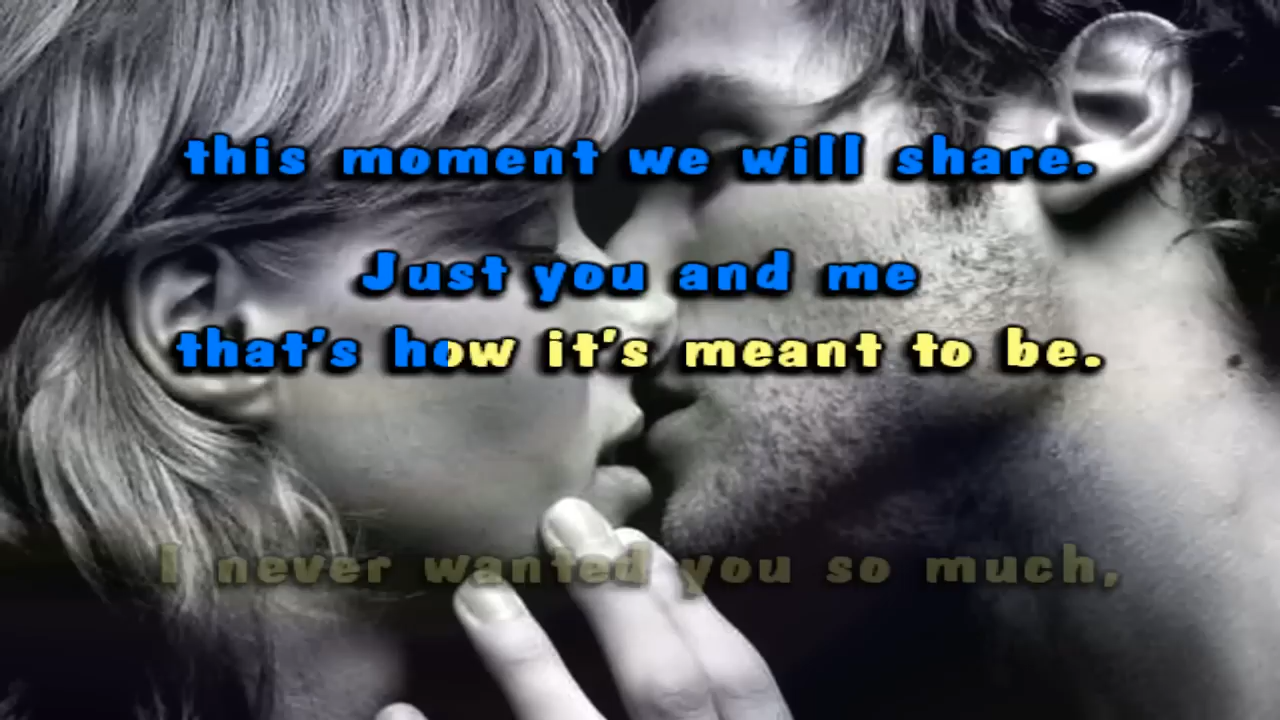 this moment we will share.
Just you and me
that's how it's meant to be.
I never wanted you so much,